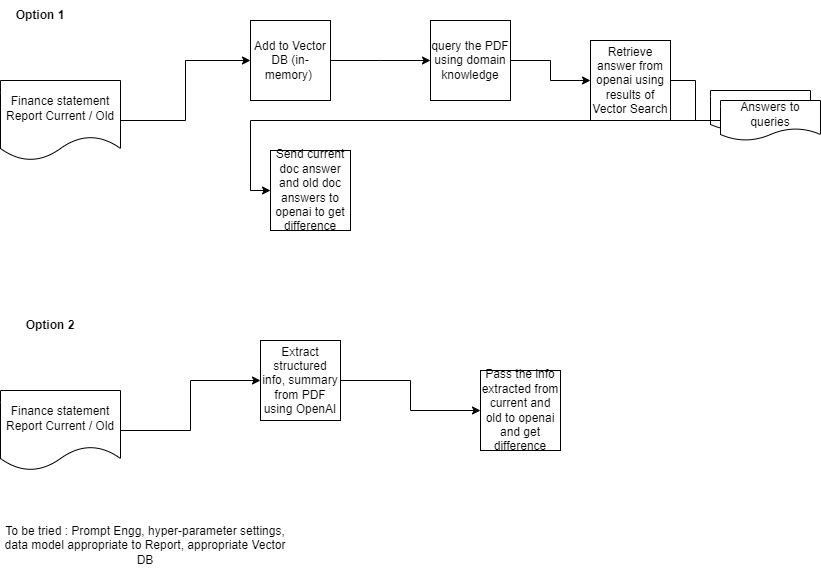 Option 1
Finance statement
Report Current / Old
Add to Vector
DB (in-
memory)
query the PDF
using domain
knowledge
Retrieve
answer from
openai using
results of
Vector Search
Answers to
queries
Send current
doc answer
and old doc
answers to
openai to get
difference
Option 2
Finance statement
Report Current / Old
Extract
structured
info, summary
from PDF
using OpenAI
Pass the info
extracted from
current and
old to openai
and get
difference
To be tried : Prompt Engg, hyper-parameter settings,
data model appropriate to Report, appropriate Vector
DB